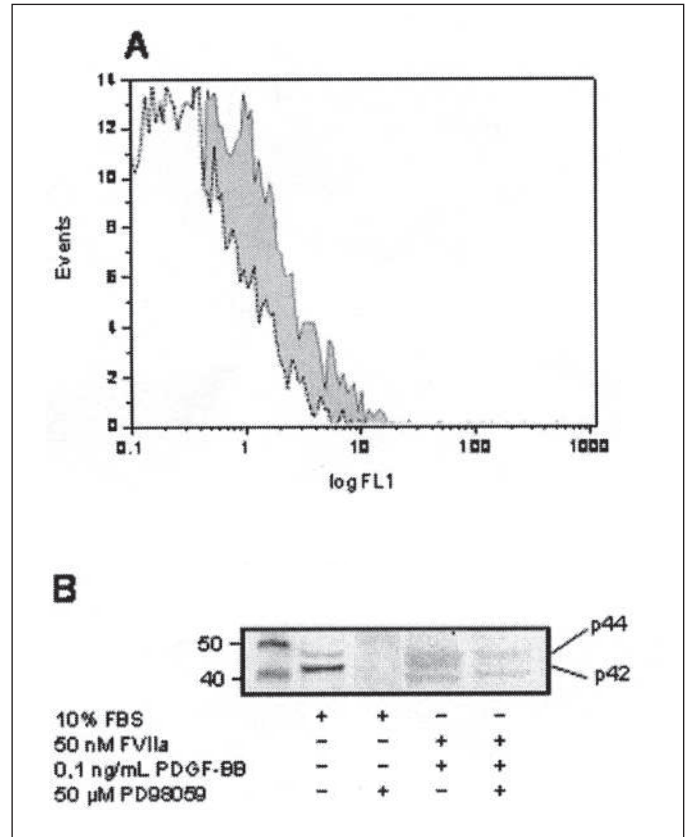 A
14
12
10
8
6
4
2
0
Events
0.1 1 10 100 1000
log FL1
B
50
40
p44
p42
10% FBS + + - -
50 nM FVIIa - - + +
0,1 ng/mL PDGF-BB - - + +
50 µM PD98059 - + - +